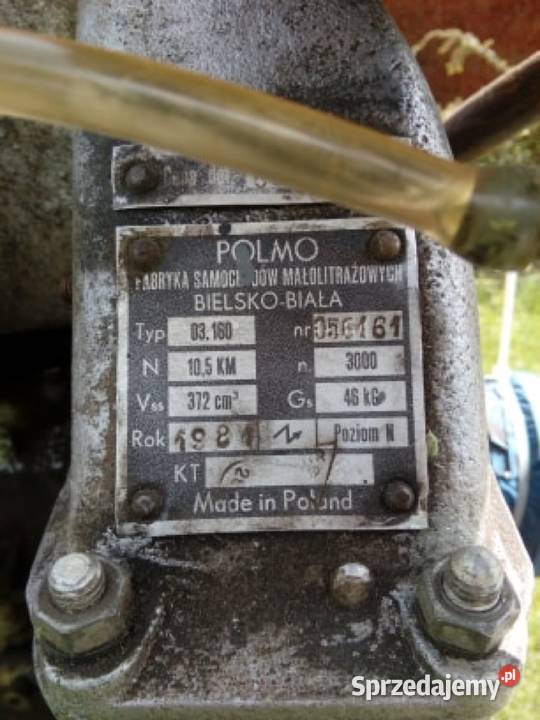 POLMO
FABRYKA SAMOCHODÓW MAŁOLITRAŻOWYCH
BIELSKO-BIAŁA
Typ 03.160 nr 056161
N 10,5 KM n. 3000
Vss 372 cm³ Gs 46 kG
Rok 1981 Poziom N
KT
Made in Poland
Sprzedajemy.pl